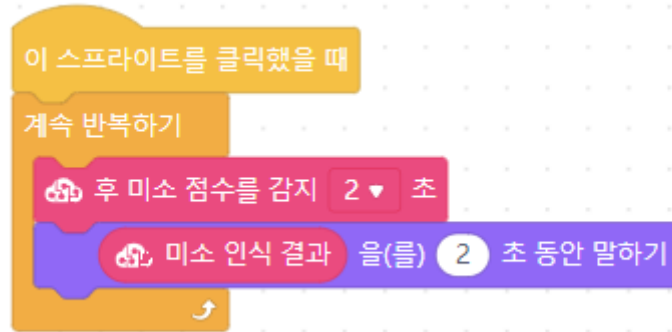 이 스프라이트를 클릭했을 때
계속 반복하기
후 미소 점수를 감지 2 초
미소 인식 결과 을(를) 2 초 동안 말하기